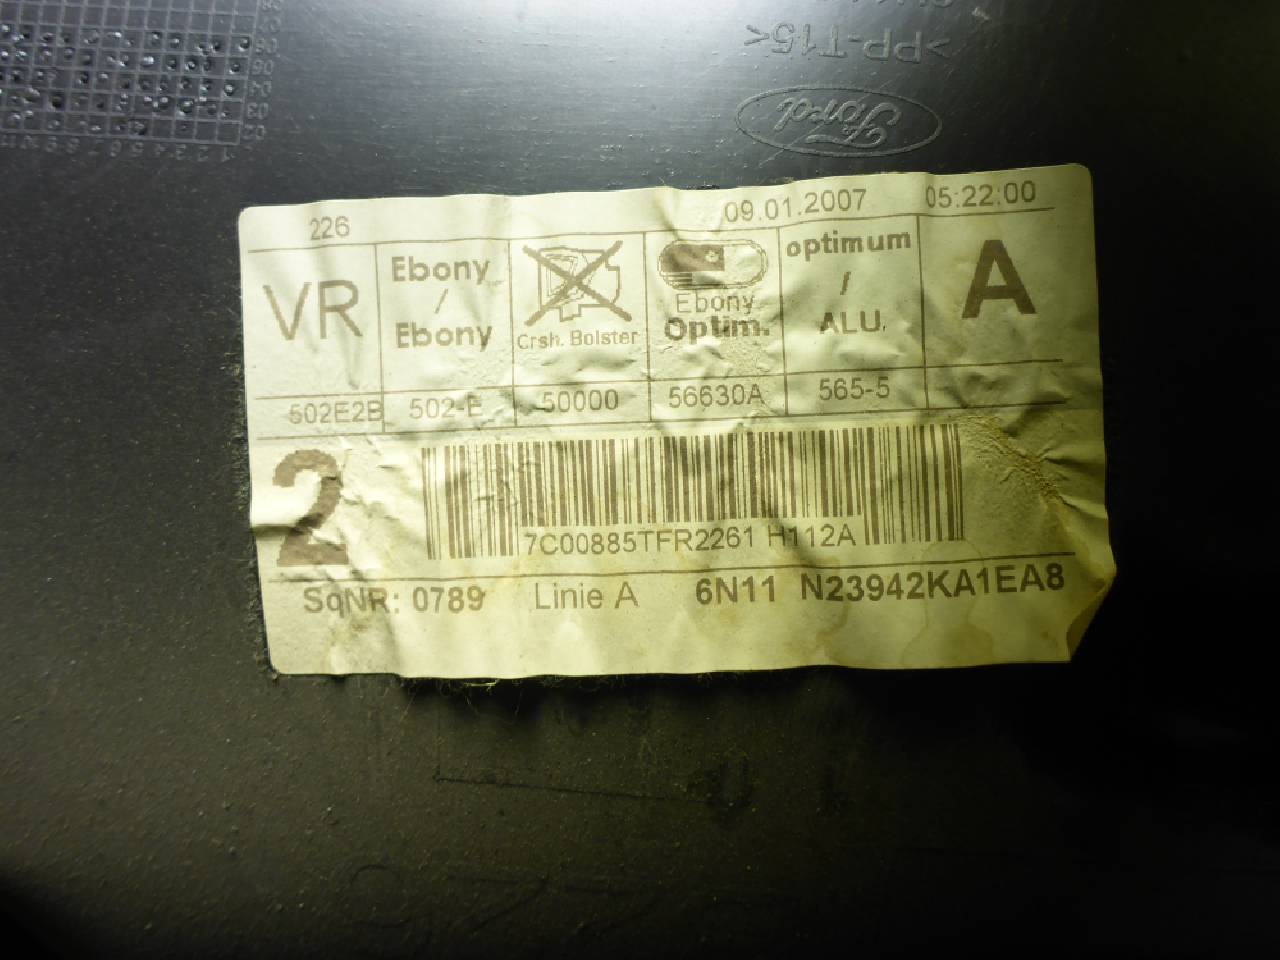 >PP-T15<
Ford
226 09.01.2007 05:22:00
VR Ebony / Ebony Crsh. Bolster Ebony Optim. optimum / ALU. A
502E2B 502-E 50000 56630A 565-5
2
7C00885TFR2261 H112A
SqNR: 0789 Linie A 6N11 N23942KA1EA8